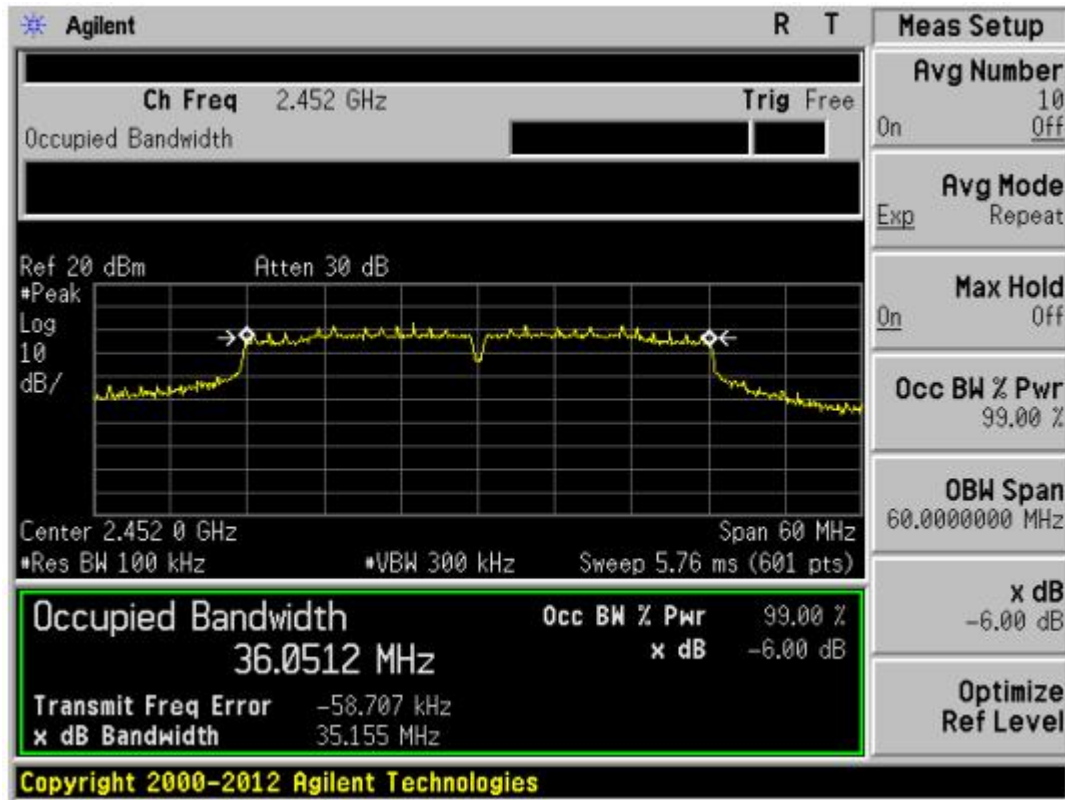 Agilent R T Meas Setup
Ch Freq 2.452 GHz Trig Free
Occupied Bandwidth
Avg Number
10
On Off
Avg Mode
Exp Repeat
Max Hold
On Off
Occ BW % Pwr
99.00 %
OBW Span
60.0000000 MHz
x dB
-6.00 dB
Optimize
Ref Level
Ref 20 dBm Atten 30 dB
#Peak
Log
10
dB/
Center 2.452 0 GHz Span 60 MHz
#Res BW 100 kHz #VBW 300 kHz Sweep 5.76 ms (601 pts)
Occupied Bandwidth Occ BW % Pwr 99.00 %
36.0512 MHz x dB -6.00 dB
Transmit Freq Error -58.707 kHz
x dB Bandwidth 35.155 MHz
Copyright 2000-2012 Agilent Technologies